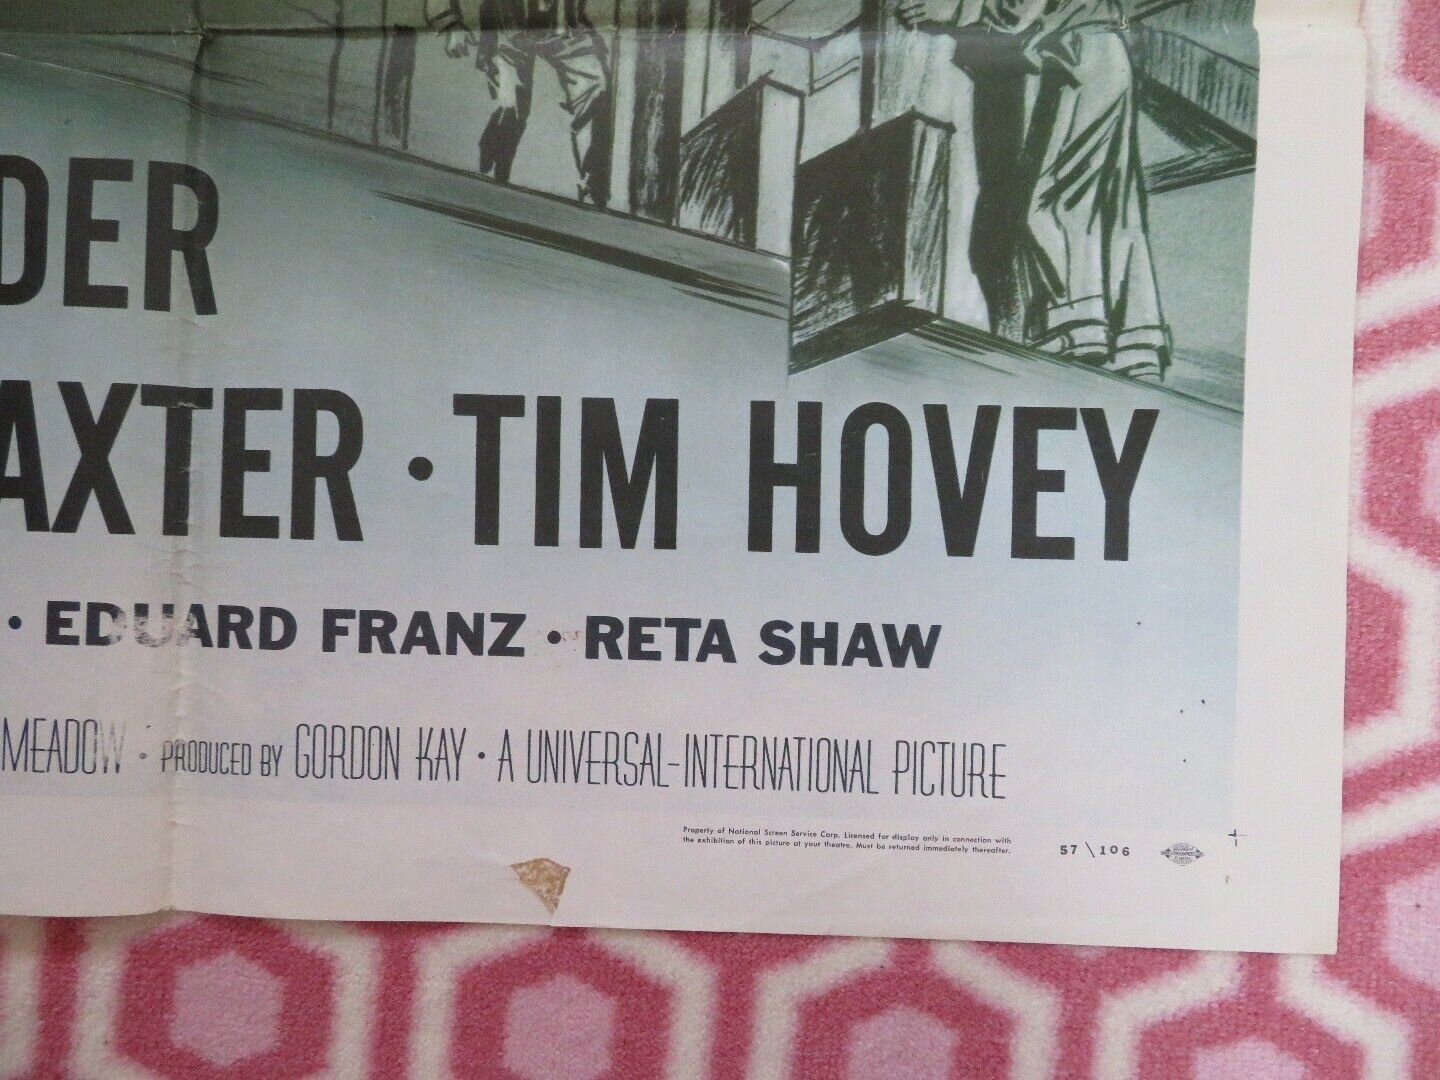 DER
AXTER · TIM HOVEY
· EDUARD FRANZ · RETA SHAW
MEADOW · PRODUCED BY GORDON KAY · A UNIVERSAL-INTERNATIONAL PICTURE
Property of National Screen Service Corp. Licensed for display only in connection with
the exhibition of this picture at your theatre. Must be returned immediately thereafter.
57 \ 106